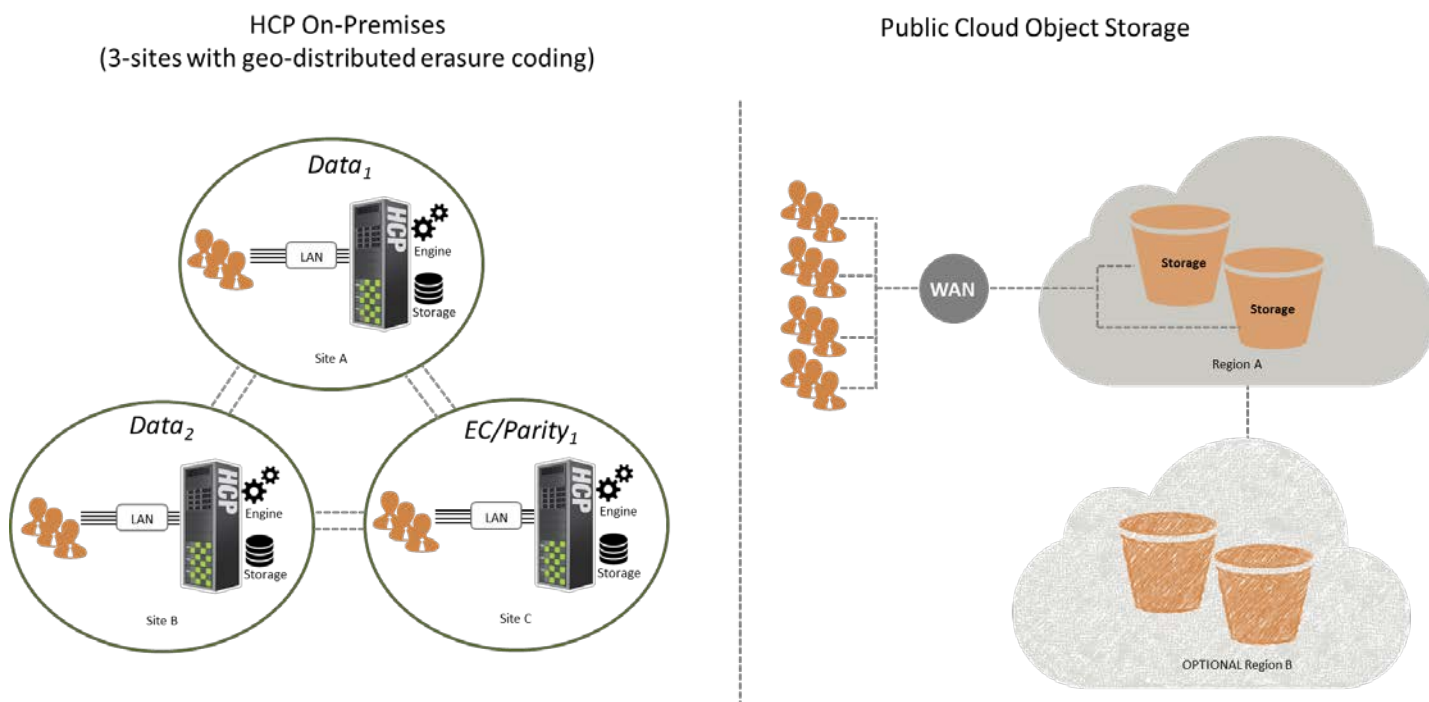 HCP On-Premises
(3-sites with geo-distributed erasure coding)
Data1
LAN
HCP
Engine
Storage
Site A
Data2
LAN
HCP
Engine
Storage
Site B
EC/Parity1
LAN
HCP
Engine
Storage
Site C
Public Cloud Object Storage
WAN
Storage
Storage
Region A
OPTIONAL Region B